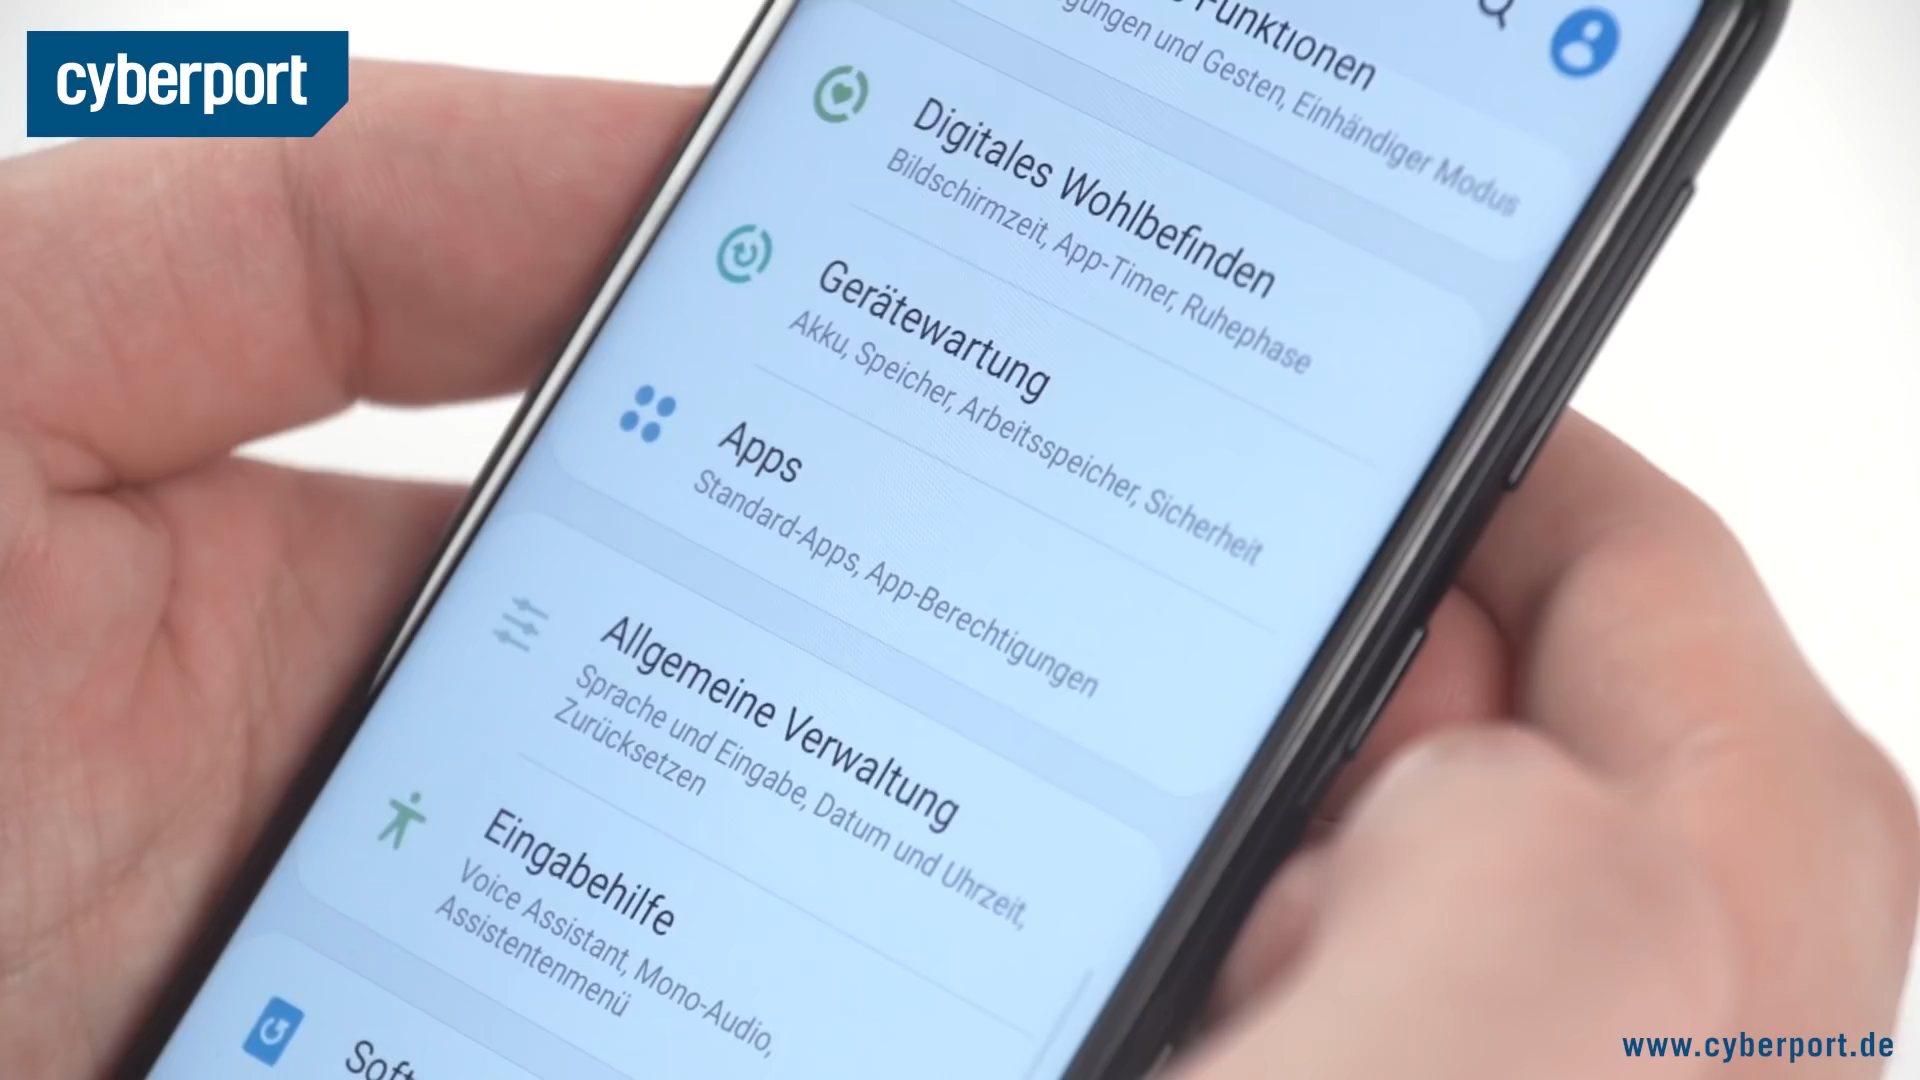 cyberport
Funktionen
Gesten, Einhändiger Modus
Digitales Wohlbefinden
Bildschirmzeit, App-Timer, Ruhephase
Gerätewartung
Akku, Speicher, Arbeitsspeicher, Sicherheit
Apps
Standard-Apps, App-Berechtigungen
Allgemeine Verwaltung
Sprache und Eingabe, Datum und Uhrzeit,
Zurücksetzen
Eingabehilfe
Voice Assistant, Mono-Audio,
Assistentenmenü
www.cyberport.de